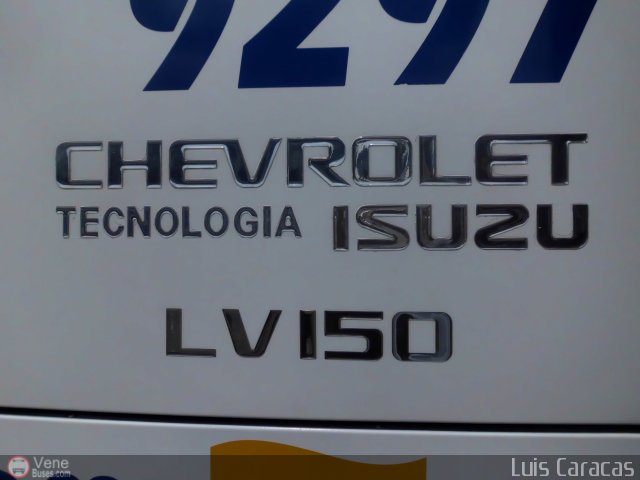 9297
CHEVROLET
TECNOLOGIA ISUZU
LV150
Vene
Buses.com
Luis Caracas